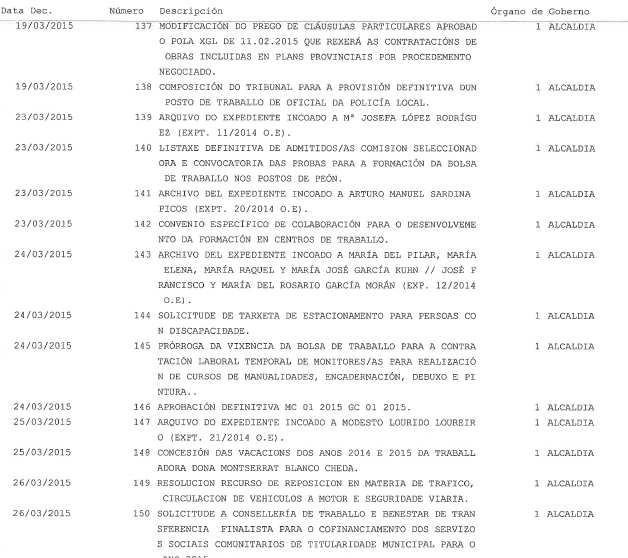 Data Dec. Número Descripción Órgano de Goberno
19/03/2015 137 MODIFICACIÓN DO PREGO DE CLÁUSULAS PARTICULARES APROBAD 1 ALCALDIA
O POLA XGL DE 11.02.2015 QUE REXERÁ AS CONTRATACIÓNS DE
OBRAS INCLUIDAS EN PLANS PROVINCIAIS POR PROCEDEMENTO
NEGOCIADO.
19/03/2015 138 COMPOSICIÓN DO TRIBUNAL PARA A PROVISIÓN DEFINITIVA DUN 1 ALCALDIA
POSTO DE TRABALLO DE OFICIAL DA POLICÍA LOCAL.
23/03/2015 139 ARQUIVO DO EXPEDIENTE INCOADO A Mª JOSEFA LÓPEZ RODRÍGU 1 ALCALDIA
EZ (EXPT. 11/2014 O.E).
23/03/2015 140 LISTAXE DEFINITIVA DE ADMITIDOS/AS COMISION SELECCIONAD 1 ALCALDIA
ORA E CONVOCATORIA DAS PROBAS PARA A FORMACIÓN DA BOLSA
DE TRABALLO NOS POSTOS DE PEÓN.
23/03/2015 141 ARCHIVO DEL EXPEDIENTE INCOADO A ARTURO MANUEL SARDINA 1 ALCALDIA
PICOS (EXPT. 20/2014 O.E).
23/03/2015 142 CONVENIO ESPECÍFICO DE COLABORACIÓN PARA O DESENVOLVEME 1 ALCALDIA
NTO DA FORMACIÓN EN CENTROS DE TRABALLO.
24/03/2015 143 ARCHIVO DEL EXPEDIENTE INCOADO A MARÍA DEL PILAR, MARÍA 1 ALCALDIA
ELENA, MARÍA RAQUEL Y MARÍA JOSÉ GARCÍA KUHN // JOSÉ F
RANCISCO Y MARÍA DEL ROSARIO GARCÍA MORÁN (EXP. 12/2014
O.E).
24/03/2015 144 SOLICITUDE DE TARXETA DE ESTACIONAMENTO PARA PERSOAS CO 1 ALCALDIA
N DISCAPACIDADE.
24/03/2015 145 PRÓRROGA DA VIXENCIA DA BOLSA DE TRABALLO PARA A CONTRA 1 ALCALDIA
TACIÓN LABORAL TEMPORAL DE MONITORES/AS PARA REALIZACIÓ
N DE CURSOS DE MANUALIDADES, ENCADERNACIÓN, DEBUXO E PI
NTURA..
24/03/2015 146 APROBACIÓN DEFINITIVA MC 01 2015 GC 01 2015. 1 ALCALDIA
25/03/2015 147 ARQUIVO DO EXPEDIENTE INCOADO A MODESTO LOURIDO LOUREIR 1 ALCALDIA
O (EXPT. 21/2014 O.E).
25/03/2015 148 CONCESIÓN DAS VACACIONS DOS ANOS 2014 E 2015 DA TRABALL 1 ALCALDIA
ADORA DONA MONTSERRAT BLANCO CHEDA.
26/03/2015 149 RESOLUCION RECURSO DE REPOSICION EN MATERIA DE TRAFICO, 1 ALCALDIA
CIRCULACION DE VEHICULOS A MOTOR E SEGURIDADE VIARIA.
26/03/2015 150 SOLICITUDE A CONSELLERÍA DE TRABALLO E BENESTAR DE TRAN 1 ALCALDIA
SFERENCIA FINALISTA PARA O COFINANCIAMENTO DOS SERVIZO
S SOCIAIS COMUNITARIOS DE TITULARIDADE MUNICIPAL PARA O
ANO 2015